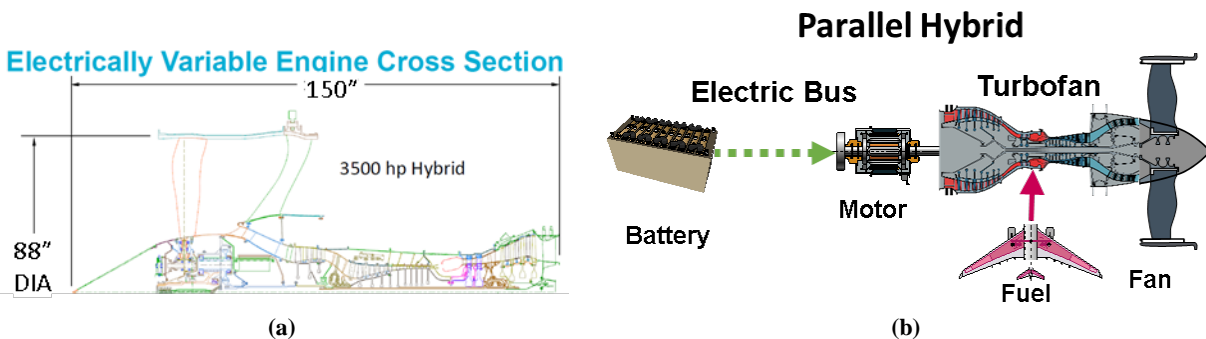 Electrically Variable Engine Cross Section
150”
3500 hp Hybrid
88”
DIA
(a)
Parallel Hybrid
Electric Bus
Turbofan
Motor
Battery
Fuel
Fan
(b)